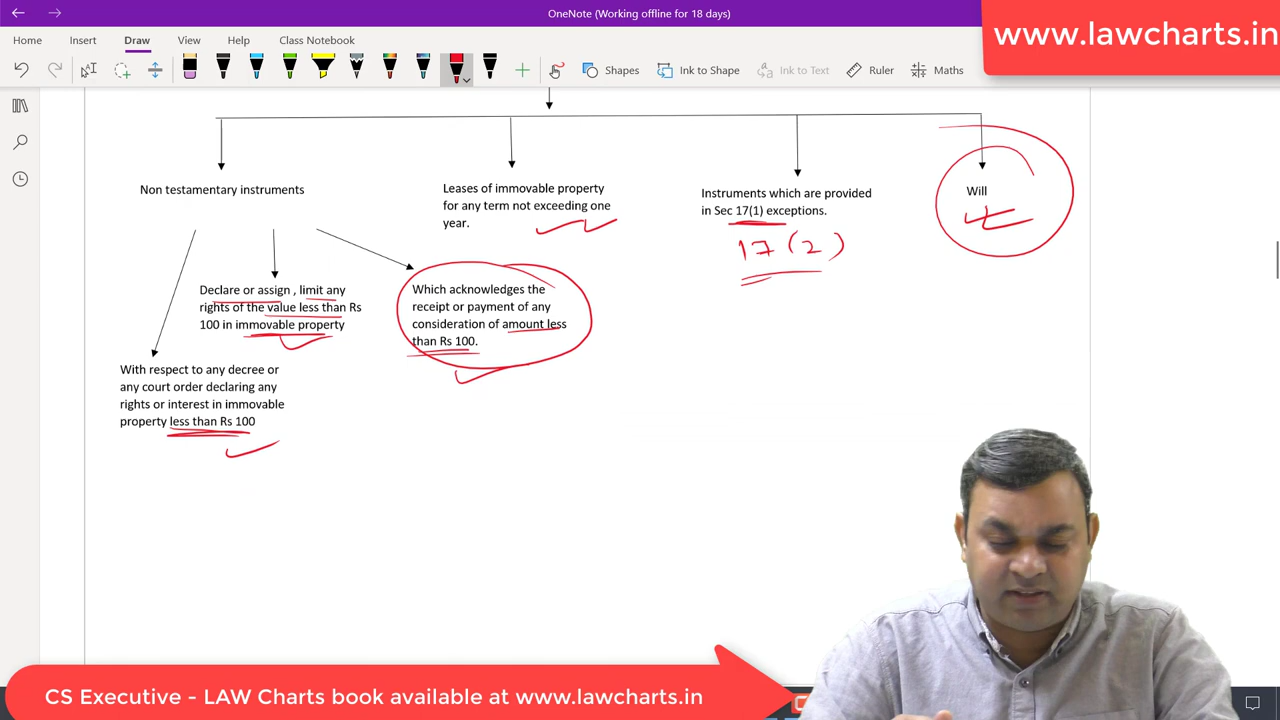 OneNote (Working offline for 18 days)
www.lawcharts.in
Home Insert Draw View Help Class Notebook
Shapes Ink to Shape Ink to Text Ruler Maths
Non testamentary instruments
Leases of immovable property
for any term not exceeding one
year.
Instruments which are provided
in Sec 17(1) exceptions.
17 (2)
Will
Declare or assign , limit any
rights of the value less than Rs
100 in immovable property
Which acknowledges the
receipt or payment of any
consideration of amount less
than Rs 100.
With respect to any decree or
any court order declaring any
rights or interest in immovable
property less than Rs 100
CS Executive - LAW Charts book available at www.lawcharts.in